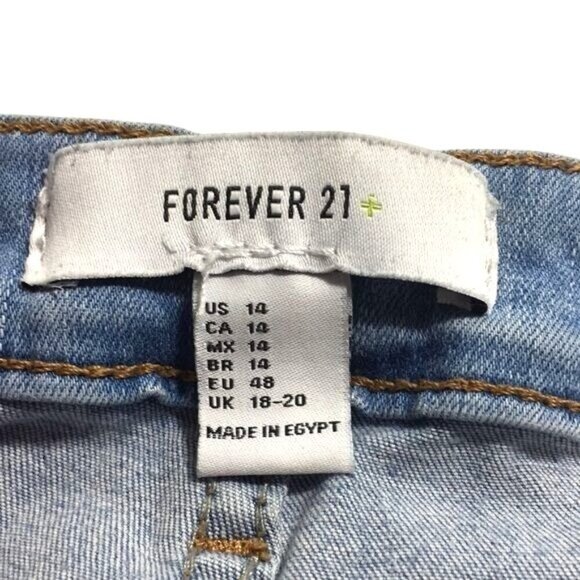 FOREVER 21+
US 14
CA 14
MX 14
BR 14
EU 48
UK 18-20
MADE IN EGYPT